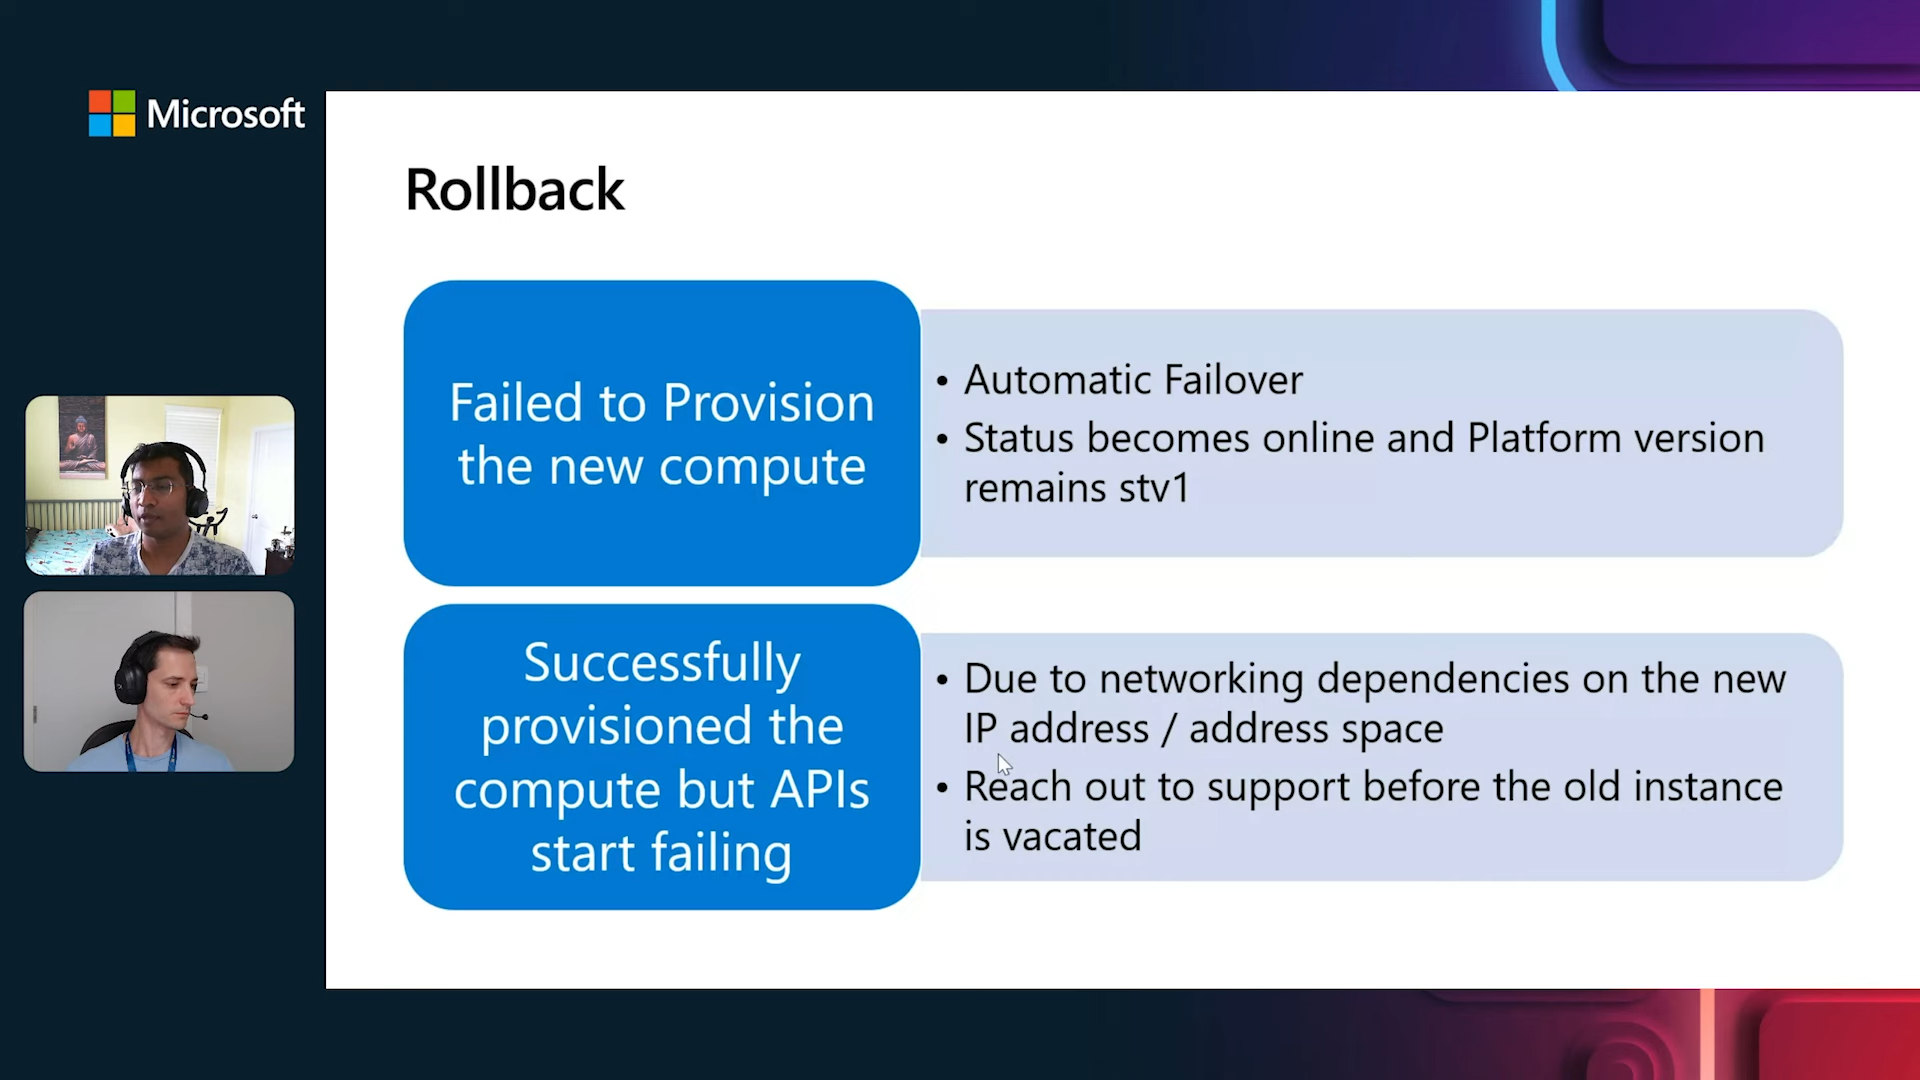 Microsoft
Rollback
Failed to Provision
the new compute
• Automatic Failover
• Status becomes online and Platform version
remains stv1
Successfully
provisioned the
compute but APIs
start failing
• Due to networking dependencies on the new
IP address / address space
• Reach out to support before the old instance
is vacated